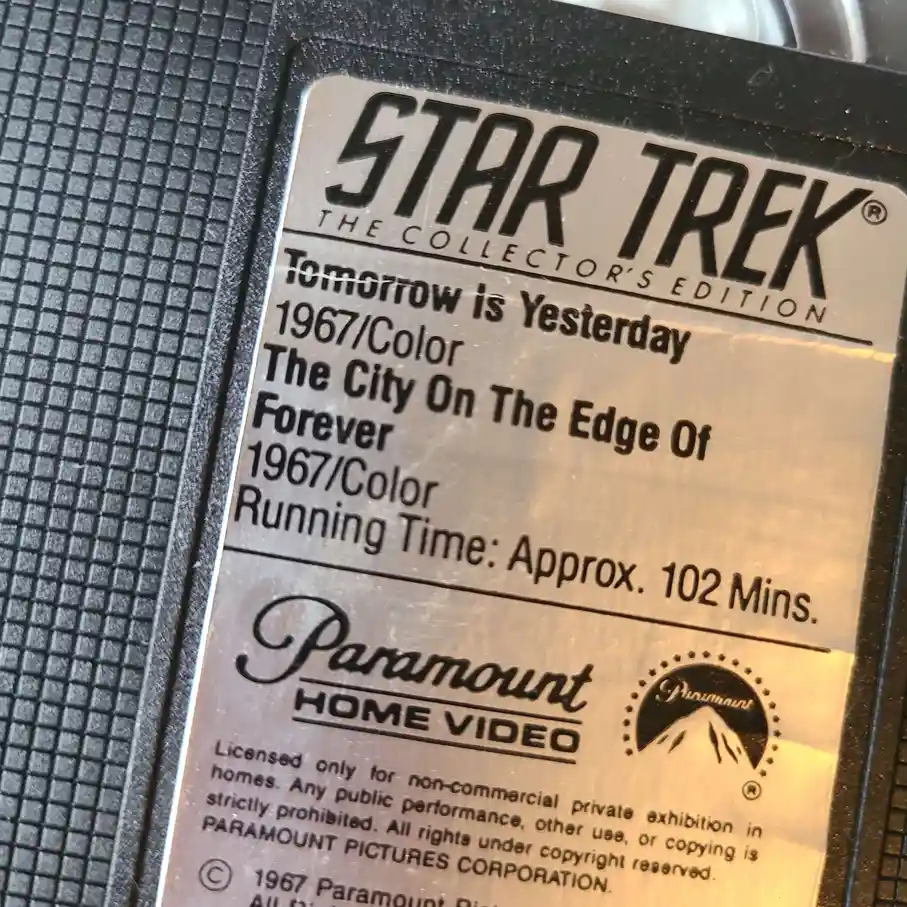 STAR TREK®
THE COLLECTOR'S EDITION
Tomorrow Is Yesterday
1967/Color
The City On The Edge Of
Forever
1967/Color
Running Time: Approx. 102 Mins.
Paramount
HOME VIDEO
Paramount
®
Licensed only for non-commercial private exhibition in
homes. Any public performance, other use, or copying is
strictly prohibited. All rights under copyright reserved.
PARAMOUNT PICTURES CORPORATION.
© 1967 Paramount
All